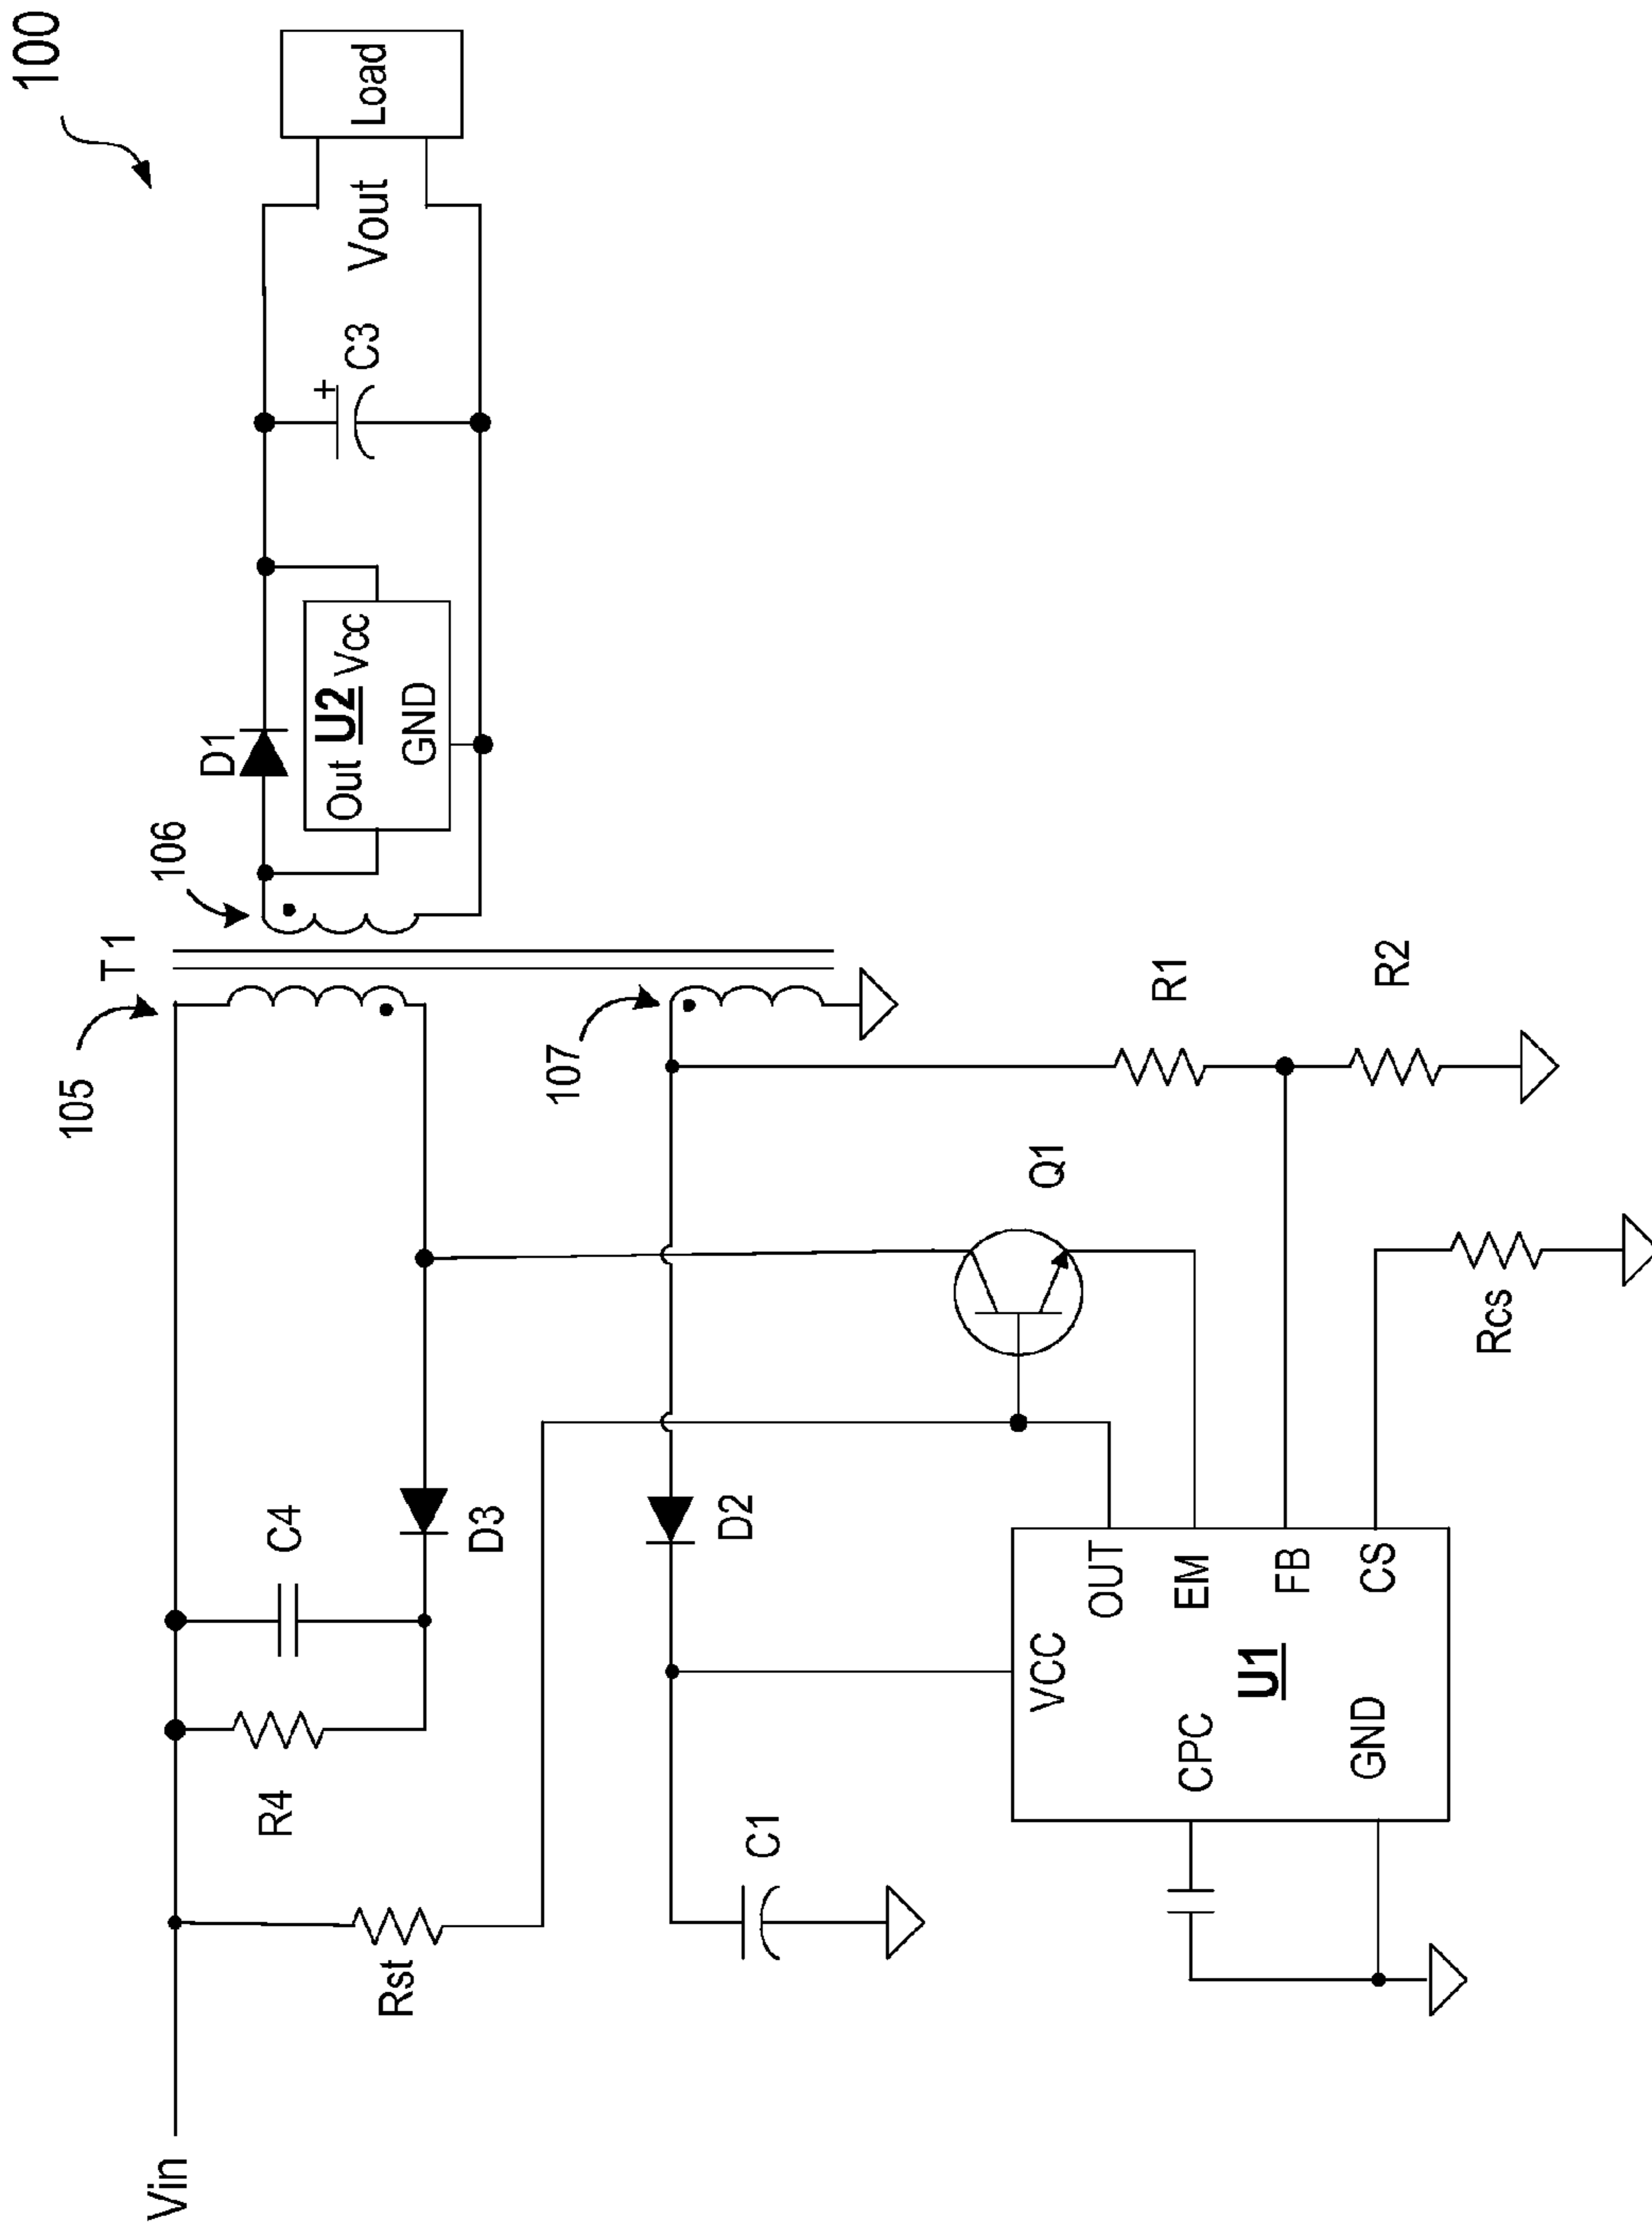 100
T 1
105
106
D1
Out
U2
Vcc
GND
C3
Vout
Load
Vin
R4
C4
D3
Rst
107
D2
C1
Q1
R1
R2
Rcs
VCC
OUT
EM
FB
CS
CPC
U1
GND
+